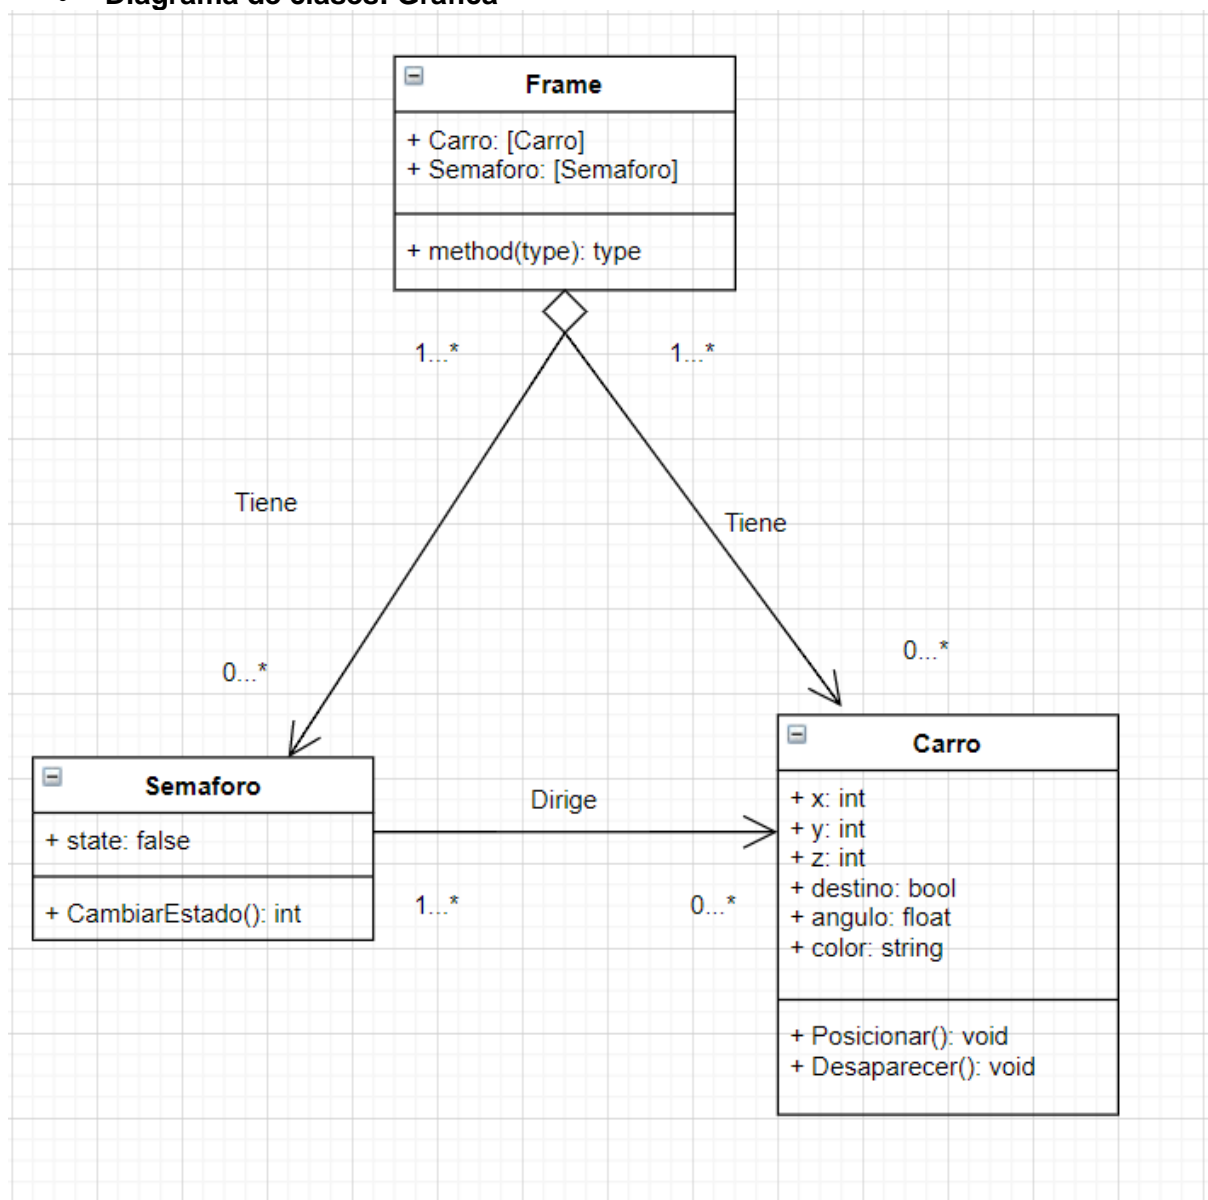 Diagrama de clases: Gráfica
Frame
+ Carro: [Carro]
+ Semaforo: [Semaforo]
+ method(type): type
1...*
1...*
Tiene
Tiene
0...*
0...*
Semaforo
+ state: false
+ CambiarEstado(): int
Dirige
1...*
0...*
Carro
+ x: int
+ y: int
+ z: int
+ destino: bool
+ angulo: float
+ color: string
+ Posicionar(): void
+ Desaparecer(): void